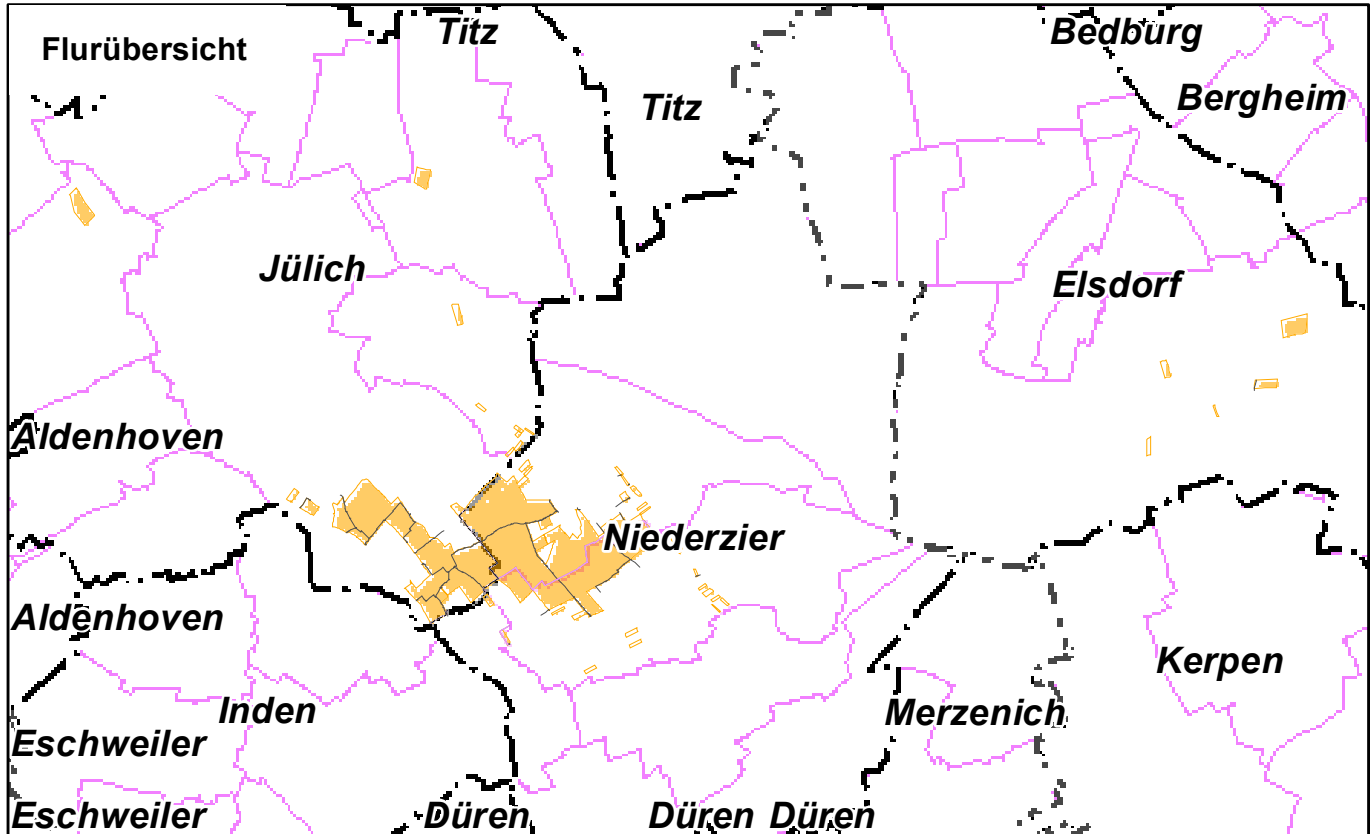 Titz
Bedburg
Flurübersicht
Titz
Bergheim
Jülich
Elsdorf
Aldenhoven
Niederzier
Aldenhoven
Kerpen
Inden
Merzenich
Eschweiler
Eschweiler
Düren
Düren
Düren